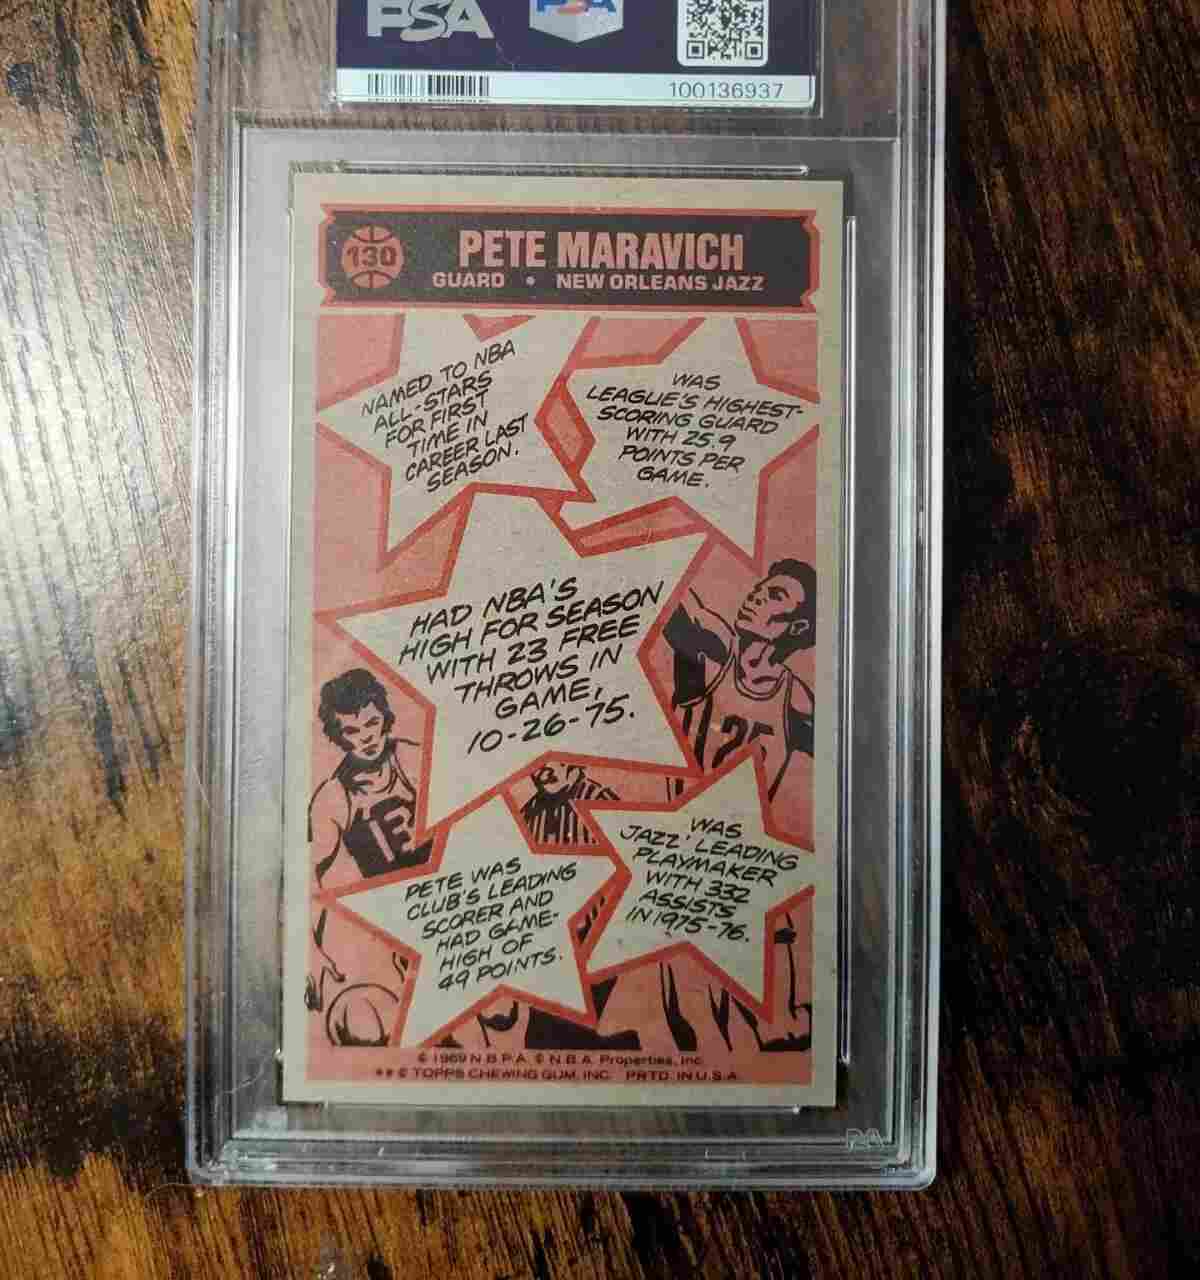 PSA
PSA
100136937
130
PETE MARAVICH
GUARD • NEW ORLEANS JAZZ
NAMED TO NBA
ALL-STARS
FOR FIRST
TIME IN
CAREER LAST
SEASON.
WAS
LEAGUE'S HIGHEST-
SCORING GUARD
WITH 25.9
POINTS PER
GAME.
HAD NBA'S
HIGH FOR SEASON
WITH 23 FREE
THROWS IN
GAME,
10-26-75.
25
13
PETE WAS
CLUB'S LEADING
SCORER AND
HAD GAME-
HIGH OF
49 POINTS.
WAS
JAZZ' LEADING
PLAYMAKER
WITH 332
ASSISTS
IN 1975-76.
© 1969 N B P A © N B A Properties, Inc.
** © TOPPS CHEWING GUM, INC. PRTD. IN U.S.A.